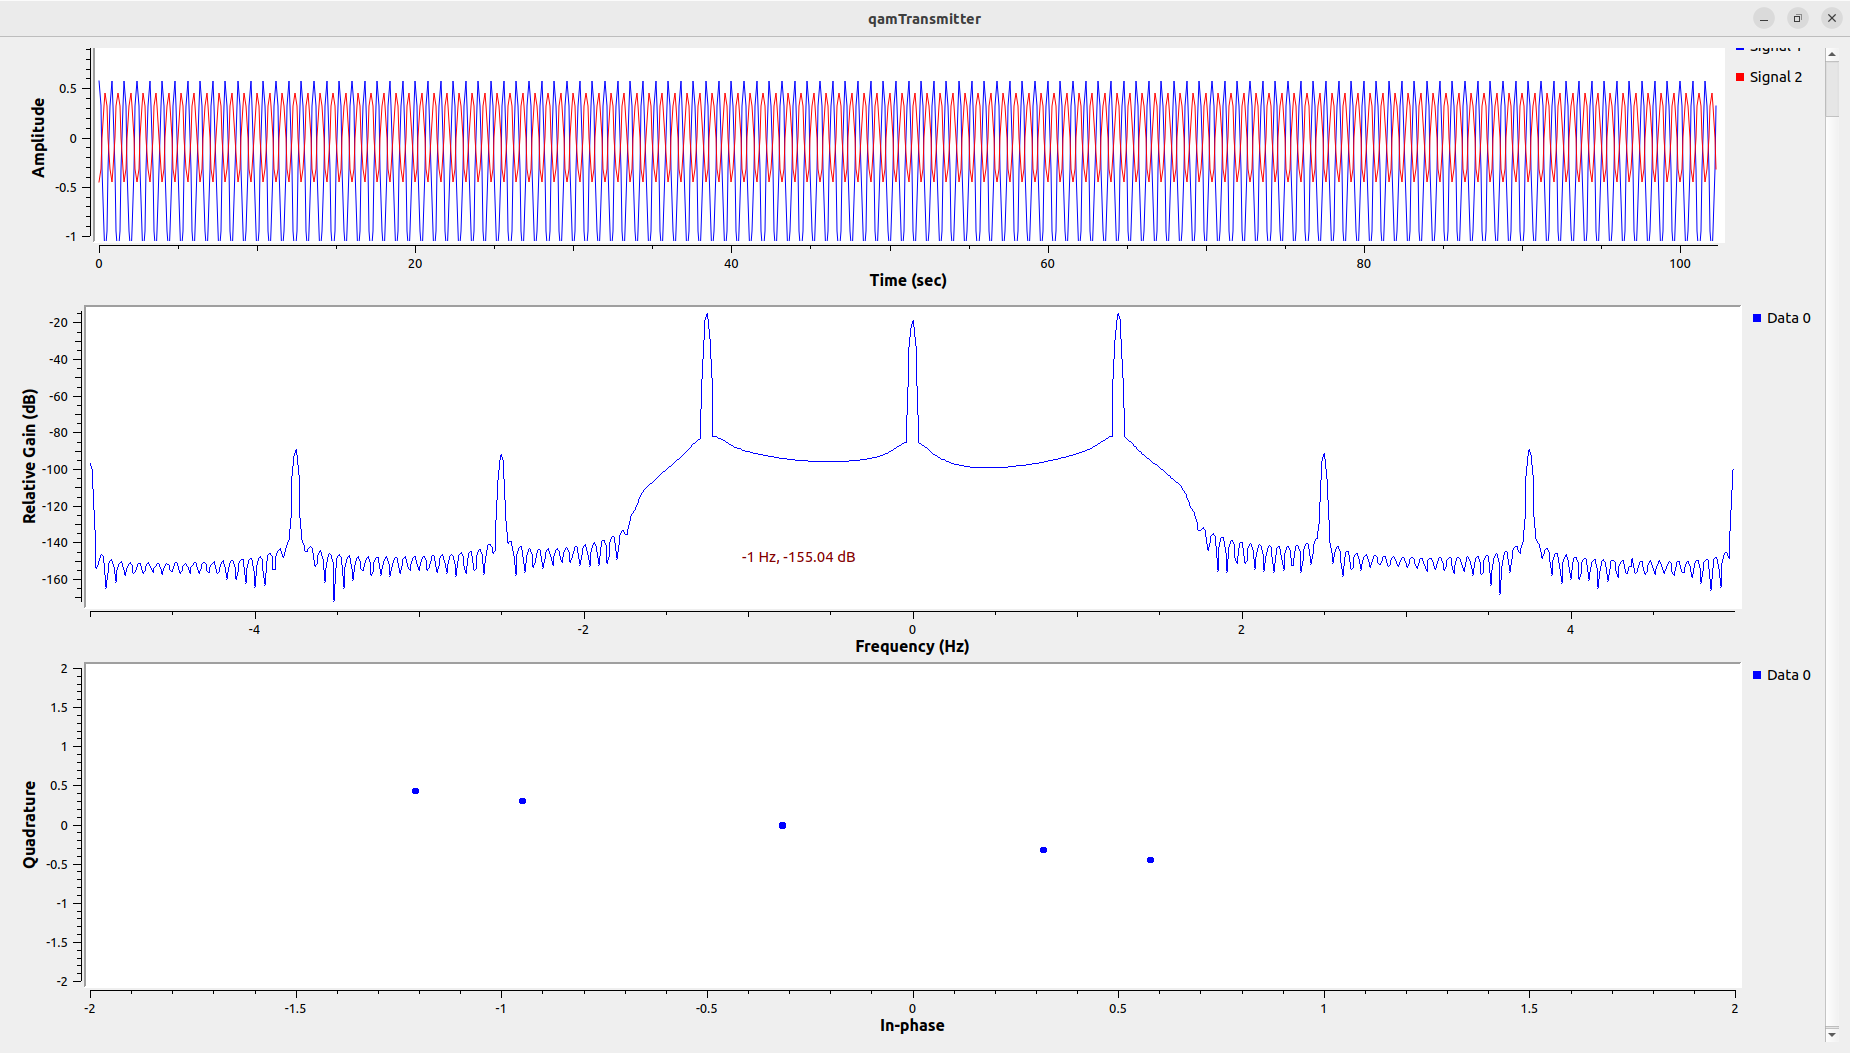 qamTransmitter
Signal 1
Signal 2
Amplitude
0.5
0
-0.5
-1
0 20 40 60 80 100
Time (sec)
Data 0
Relative Gain (dB)
-20
-40
-60
-80
-100
-120
-140
-160
-1 Hz, -155.04 dB
-4 -2 0 2 4
Frequency (Hz)
Data 0
Quadrature
2
1.5
1
0.5
0
-0.5
-1
-1.5
-2
-2 -1.5 -1 -0.5 0 0.5 1 1.5 2
In-phase